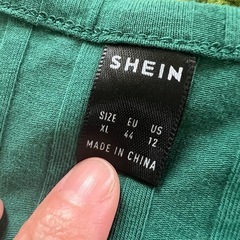 SHEIN
SIZE EU US
XL 44 12
MADE IN CHINA